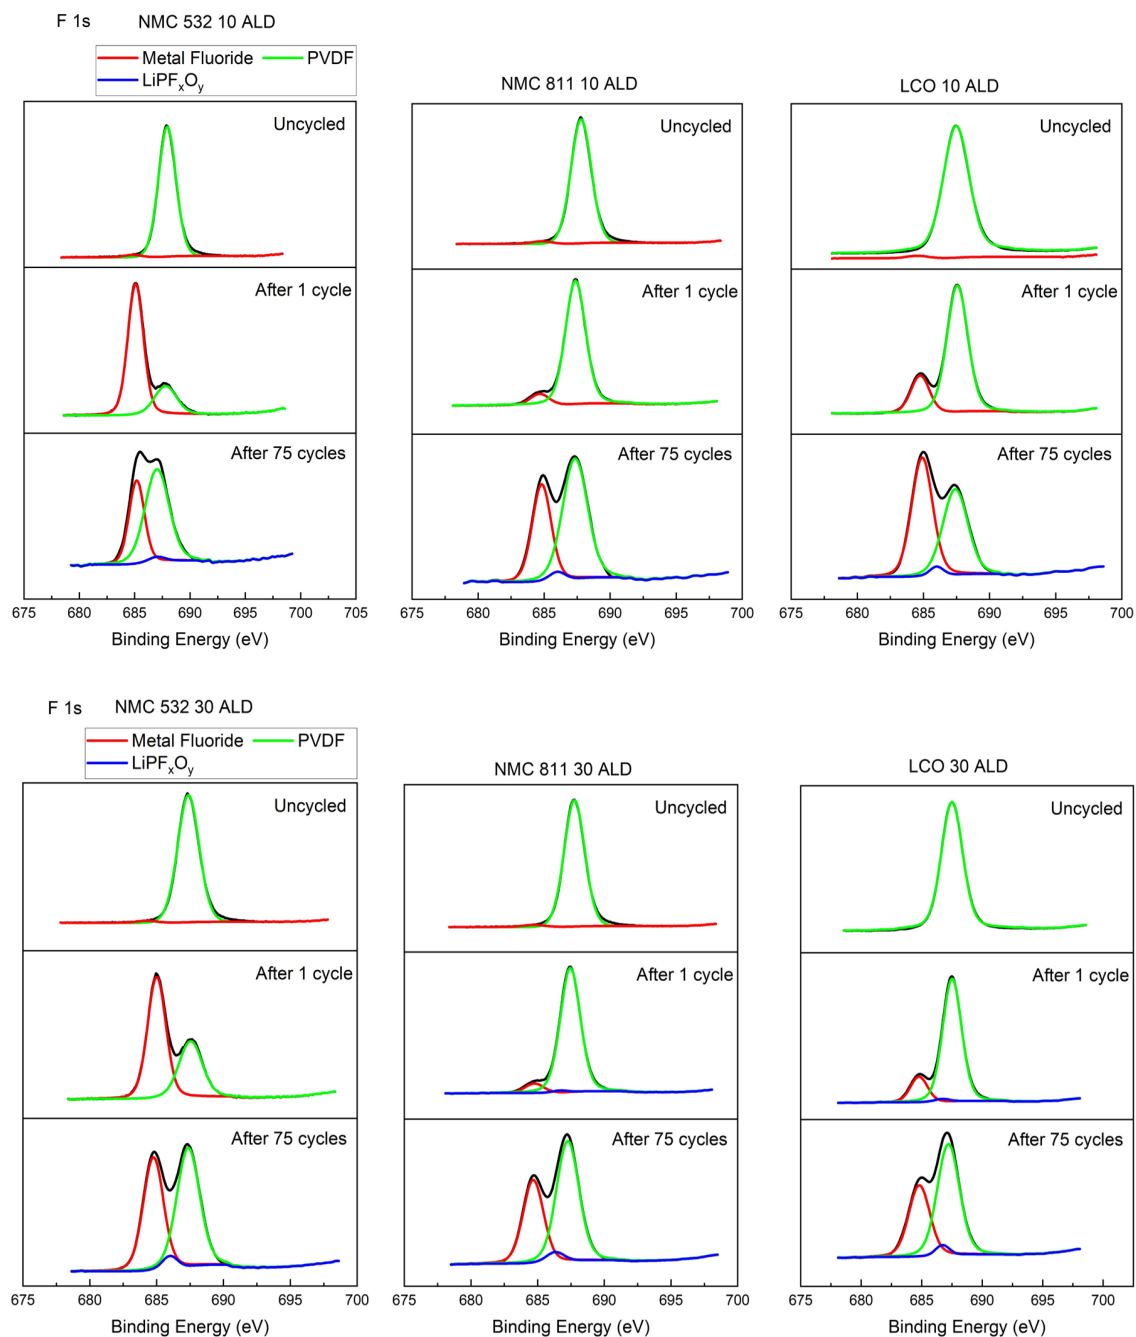 F 1s NMC 532 10 ALD
Metal Fluoride PVDF
LiPFxOy
NMC 811 10 ALD
LCO 10 ALD
Uncycled
Uncycled
Uncycled
After 1 cycle
After 1 cycle
After 1 cycle
After 75 cycles
After 75 cycles
After 75 cycles
675 680 685 690 695 700 705
675 680 685 690 695 700
675 680 685 690 695 700
Binding Energy (eV)
Binding Energy (eV)
Binding Energy (eV)
F 1s NMC 532 30 ALD
Metal Fluoride PVDF
LiPFxOy
NMC 811 30 ALD
LCO 30 ALD
Uncycled
Uncycled
Uncycled
After 1 cycle
After 1 cycle
After 1 cycle
After 75 cycles
After 75 cycles
After 75 cycles
675 680 685 690 695 700
675 680 685 690 695 700
675 680 685 690 695 700
Binding Energy (eV)
Binding Energy (eV)
Binding Energy (eV)